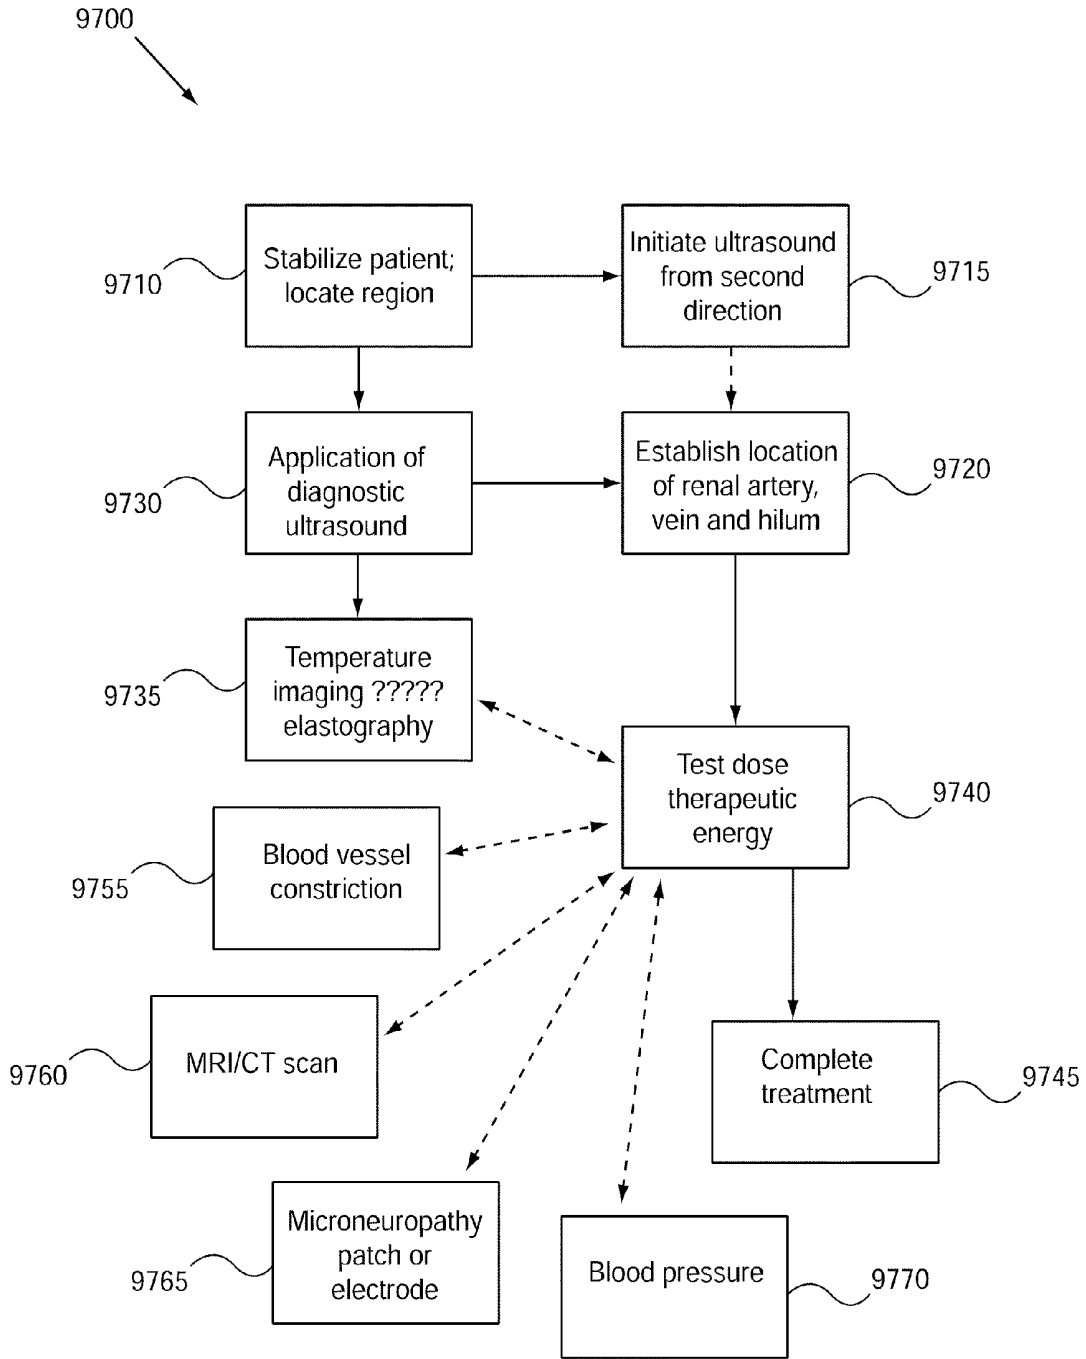 9700
Stabilize patient;
locate region
9710
Initiate ultrasound
from second
direction
9715
Application of
diagnostic
ultrasound
9730
Establish location
of renal artery,
vein and hilum
9720
Temperature
imaging ?????
elastography
9735
Test dose
therapeutic
energy
9740
Blood vessel
constriction
9755
MRI/CT scan
9760
Complete
treatment
9745
Microneuropathy
patch or
electrode
9765
Blood pressure
9770